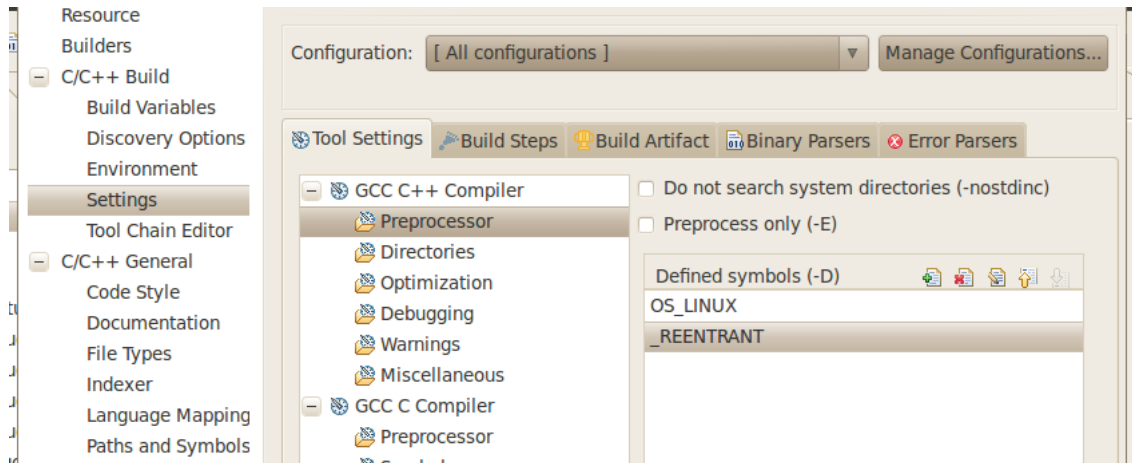 Resource
Builders
C/C++ Build
Build Variables
Discovery Options
Environment
Settings
Tool Chain Editor
C/C++ General
Code Style
Documentation
File Types
Indexer
Language Mapping
Paths and Symbols
Configuration: [ All configurations ] Manage Configurations...
Tool Settings Build Steps Build Artifact Binary Parsers Error Parsers
GCC C++ Compiler
Preprocessor
Directories
Optimization
Debugging
Warnings
Miscellaneous
GCC C Compiler
Preprocessor
Do not search system directories (-nostdinc)
Preprocess only (-E)
Defined symbols (-D)
OS_LINUX
_REENTRANT